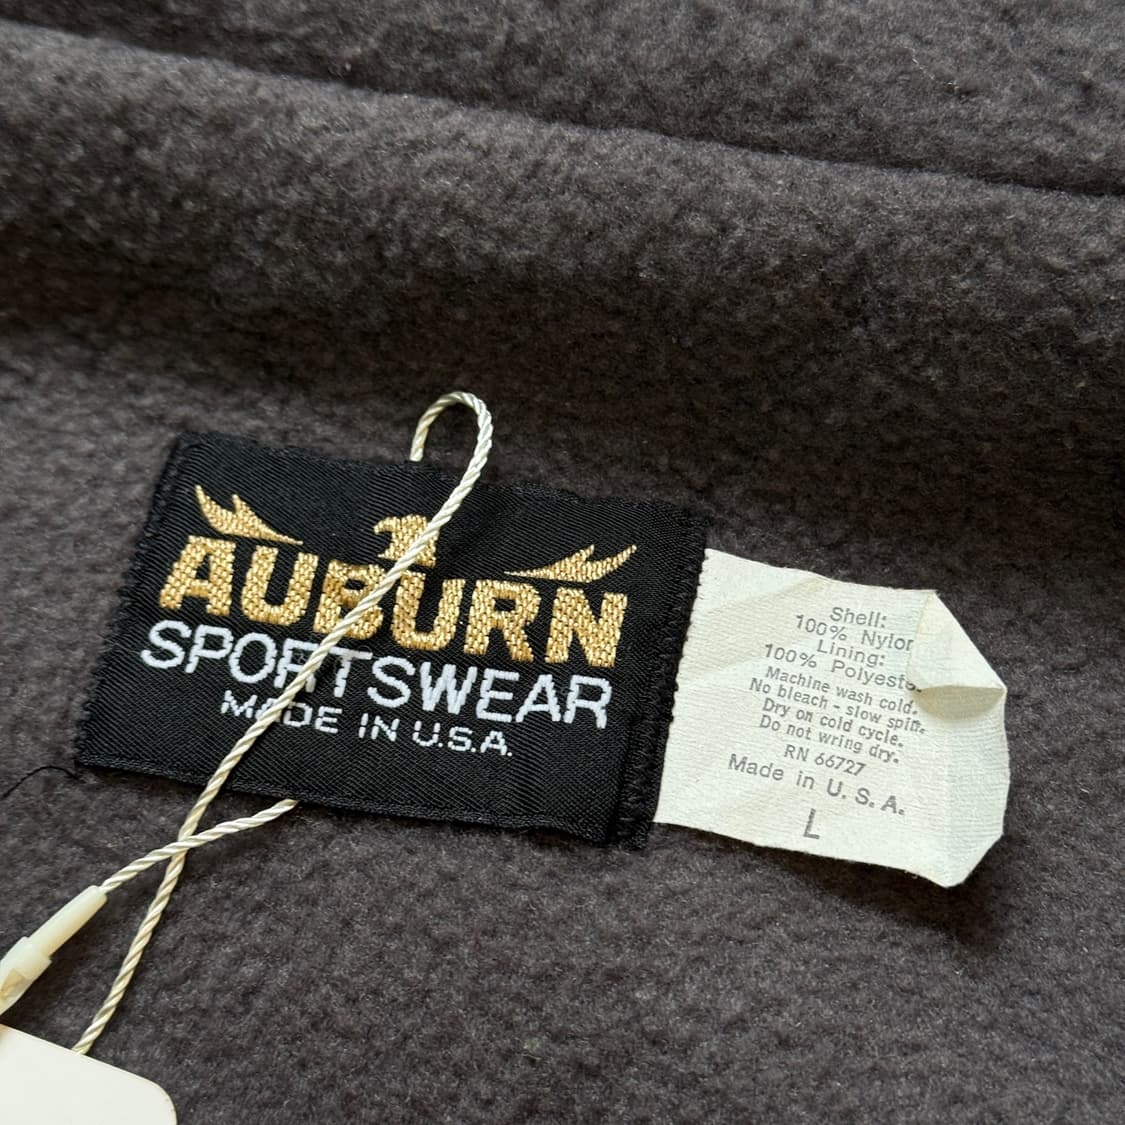 AUBURN
SPORTSWEAR
MADE IN U.S.A.
Shell:
100% Nylon
Lining:
100% Polyester
Machine wash cold.
No bleach - slow spin.
Dry on cold cycle.
Do not wring dry.
RN 66727
Made in U. S. A.
L